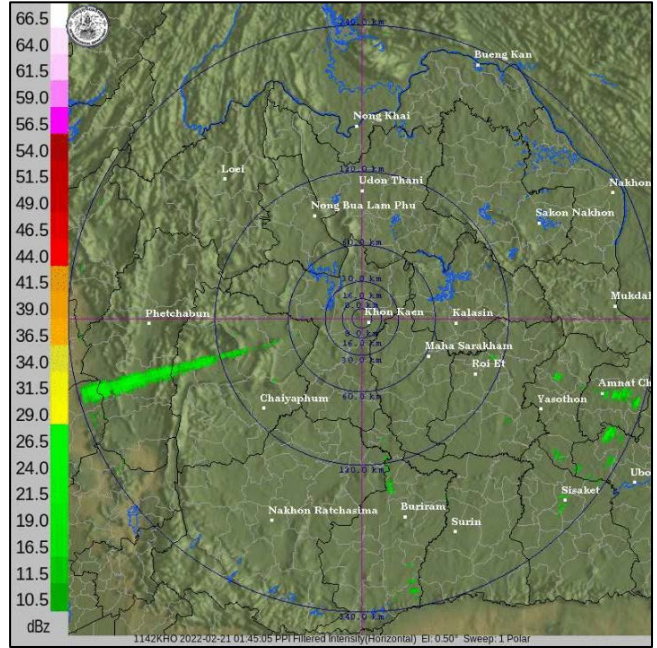 66.5
64.0
61.5
59.0
56.5
54.0
51.5
49.0
46.5
44.0
41.5
39.0
36.5
34.0
31.5
29.0
26.5
24.0
21.5
19.0
16.5
14.0
11.5
10.5
dBz
Bueng Kan
Nong Khai
Loei
120.0 km
Udon Thani
Nakhon
Nong Bua Lam Phu
Sakon Nakhon
Mukdah
Phetchabun
Khon Kaen
Kalasin
Maha Sarakham
Roi Et
Chaiyaphum
Yasothon
Amnat Ch
60.0 km
120.0 km
Ubo
Sisaket
Nakhon Ratchasima
Buriram
Surin
1142KHO 2022-02-21 01:45:05 PPI Filtered Intensity(Horizontal) El: 0.50° Sweep: 1 Polar